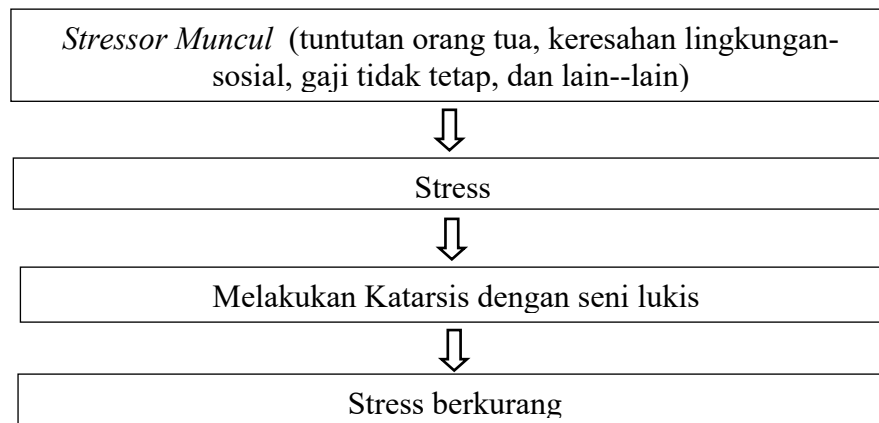 Stressor Muncul (tuntutan orang tua, keresahan lingkungan-
sosial, gaji tidak tetap, dan lain--lain)
Stress
Melakukan Katarsis dengan seni lukis
Stress berkurang